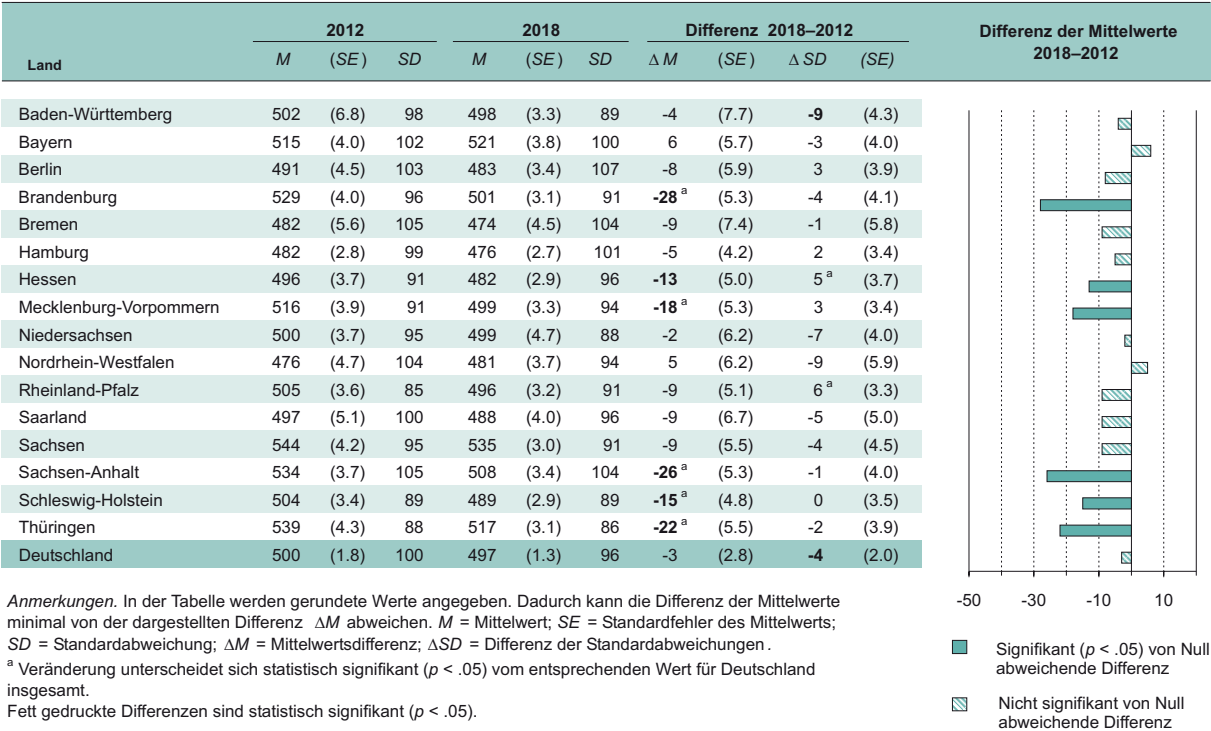 2012 2018 Differenz 2018–2012 Differenz der Mittelwerte
2018–2012
Land M (SE) SD M (SE) SD Δ M (SE) Δ SD (SE)
Baden-Württemberg 502 (6.8) 98 498 (3.3) 89 -4 (7.7) -9 (4.3)
Bayern 515 (4.0) 102 521 (3.8) 100 6 (5.7) -3 (4.0)
Berlin 491 (4.5) 103 483 (3.4) 107 -8 (5.9) 3 (3.9)
Brandenburg 529 (4.0) 96 501 (3.1) 91 -28 a (5.3) -4 (4.1)
Bremen 482 (5.6) 105 474 (4.5) 104 -9 (7.4) -1 (5.8)
Hamburg 482 (2.8) 99 476 (2.7) 101 -5 (4.2) 2 (3.4)
Hessen 496 (3.7) 91 482 (2.9) 96 -13 (5.0) 5 a (3.7)
Mecklenburg-Vorpommern 516 (3.9) 91 499 (3.3) 94 -18 a (5.3) 3 (3.4)
Niedersachsen 500 (3.7) 95 499 (4.7) 88 -2 (6.2) -7 (4.0)
Nordrhein-Westfalen 476 (4.7) 104 481 (3.7) 94 5 (6.2) -9 (5.9)
Rheinland-Pfalz 505 (3.6) 85 496 (3.2) 91 -9 (5.1) 6 a (3.3)
Saarland 497 (5.1) 100 488 (4.0) 96 -9 (6.7) -5 (5.0)
Sachsen 544 (4.2) 95 535 (3.0) 91 -9 (5.5) -4 (4.5)
Sachsen-Anhalt 534 (3.7) 105 508 (3.4) 104 -26 a (5.3) -1 (4.0)
Schleswig-Holstein 504 (3.4) 89 489 (2.9) 89 -15 a (4.8) 0 (3.5)
Thüringen 539 (4.3) 88 517 (3.1) 86 -22 a (5.5) -2 (3.9)
Deutschland 500 (1.8) 100 497 (1.3) 96 -3 (2.8) -4 (2.0)
-50 -30 -10 10
Anmerkungen. In der Tabelle werden gerundete Werte angegeben. Dadurch kann die Differenz der Mittelwerte
minimal von der dargestellten Differenz ΔM abweichen. M = Mittelwert; SE = Standardfehler des Mittelwerts;
SD = Standardabweichung; ΔM = Mittelwertsdifferenz; ΔSD = Differenz der Standardabweichungen.
a Veränderung unterscheidet sich statistisch signifikant (p < .05) vom entsprechenden Wert für Deutschland
insgesamt.
Fett gedruckte Differenzen sind statistisch signifikant (p < .05).
Signifikant (p < .05) von Null
abweichende Differenz
Nicht signifikant von Null
abweichende Differenz